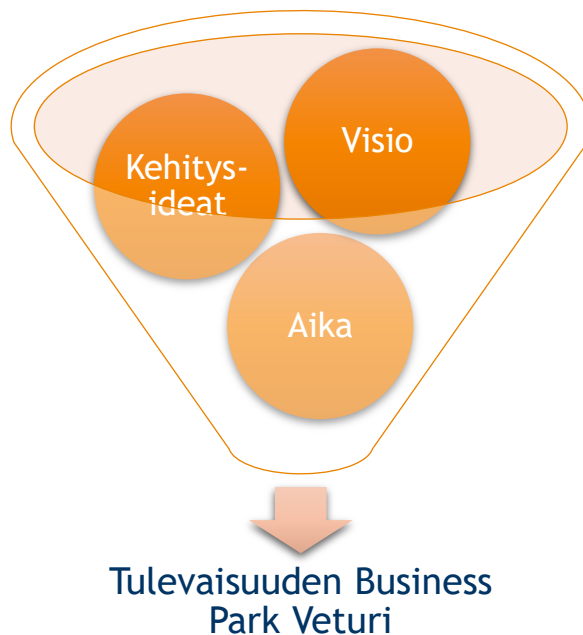 Visio
Kehitys-
ideat
Aika
Tulevaisuuden Business
Park Veturi